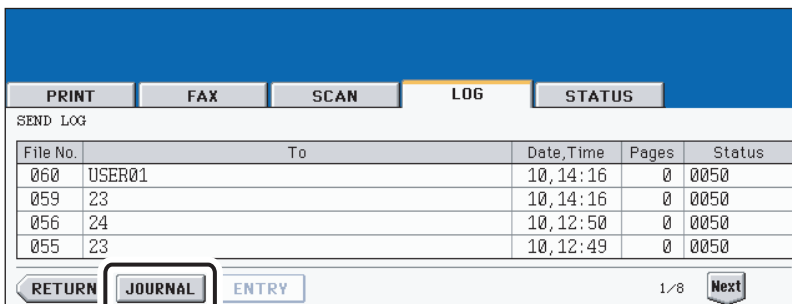 PRINT FAX SCAN LOG STATUS
SEND LOG
File No. To Date,Time Pages Status
060 USER01 10,14:16 0 0050
059 23 10,14:16 0 0050
056 24 10,12:50 0 0050
055 23 10,12:49 0 0050
RETURN JOURNAL ENTRY 1/8 Next